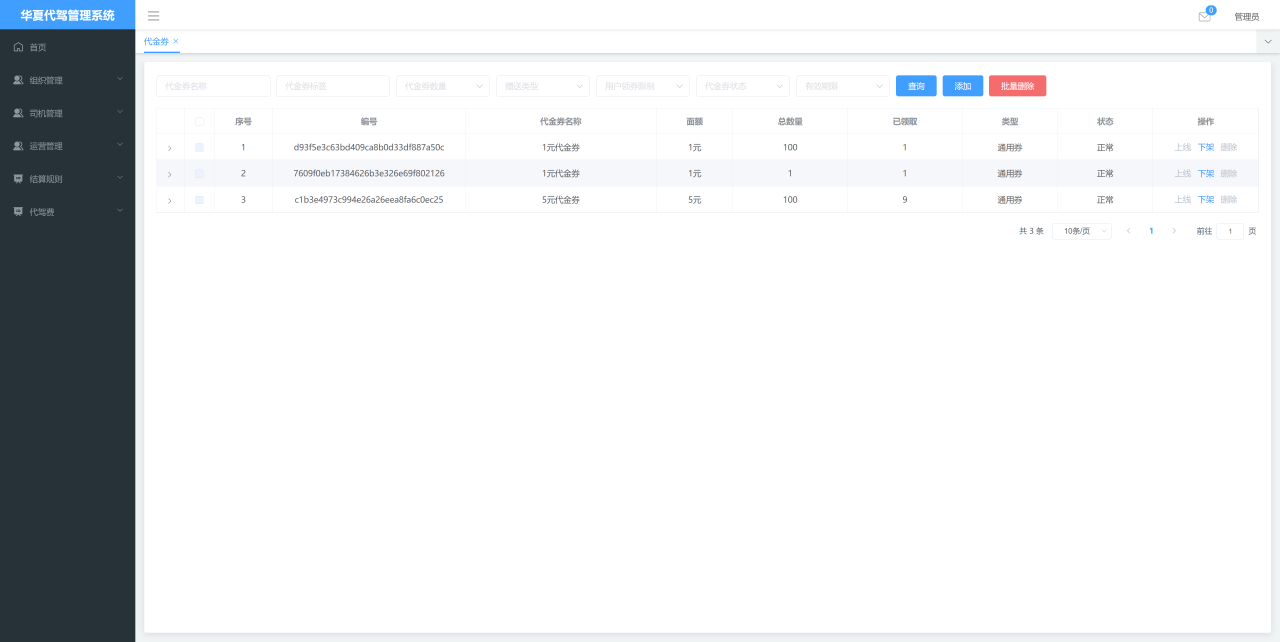 华夏代驾管理系统
0
管理员
首页
组织管理
司机管理
运营管理
结算规则
代驾费
代金券 ×
代金券名称 代金券标题 代金券数量 赠送类型 用户领券限制 代金券状态 有效期限 查询 添加 批量删除
序号 编号 代金券名称 面额 总数量 已领取 类型 状态 操作
1 d93f5e3c63bd409ca8b0d33df887a50c 1元代金券 1元 100 1 通用券 正常 上线 下架 删除
2 7609f0eb17384626b3e326e69f802126 1元代金券 1元 1 1 通用券 正常 上线 下架 删除
3 c1b3e4973c994e26a26eea8fa6c0ec25 5元代金券 5元 100 9 通用券 正常 上线 下架 删除
共 3 条 10条/页 1 前往 1 页